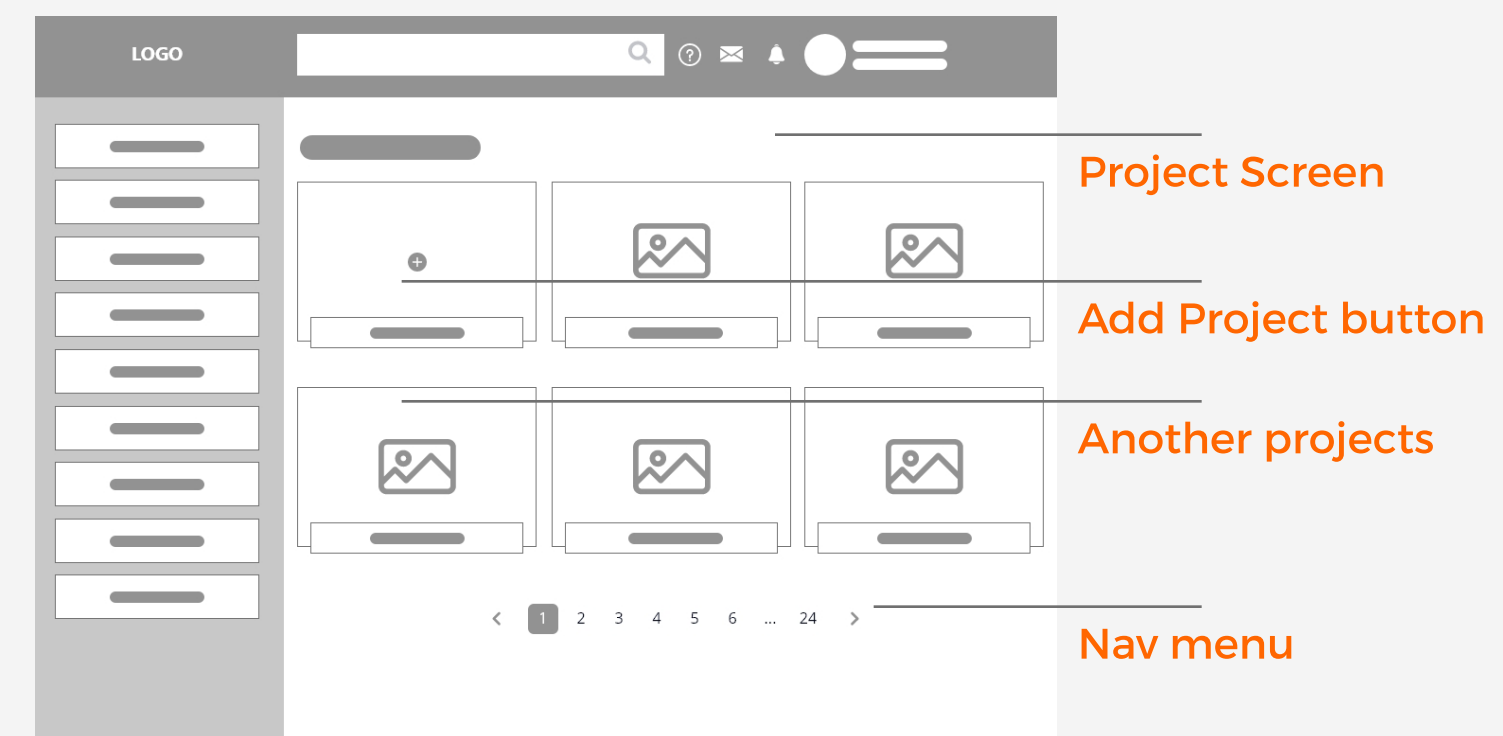 LOGO
?
Project Screen
Add Project button
Another projects
1 2 3 4 5 6 ... 24
Nav menu